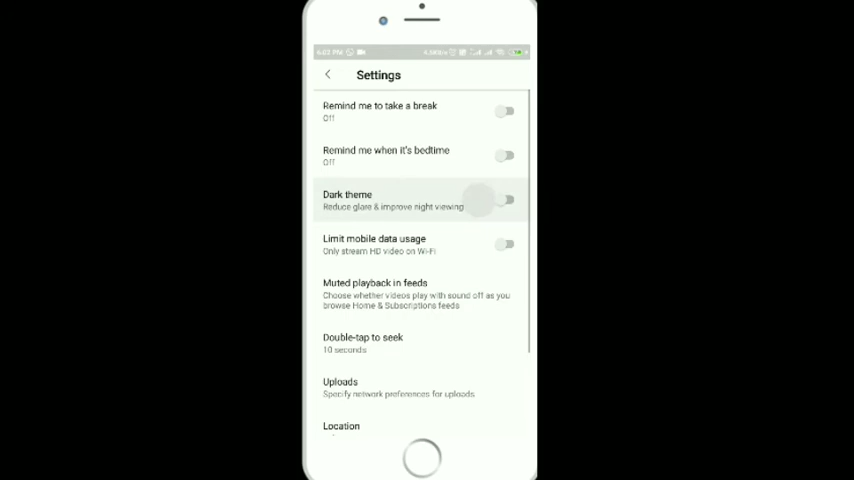 6:02 PM
Settings
Remind me to take a break
Off
Remind me when it's bedtime
Off
Dark theme
Reduce glare & improve night viewing
Limit mobile data usage
Only stream HD video on Wi-Fi
Muted playback in feeds
Choose whether videos play with sound off as you
browse Home & Subscriptions feeds
Double-tap to seek
10 seconds
Uploads
Specify network preferences for uploads
Location